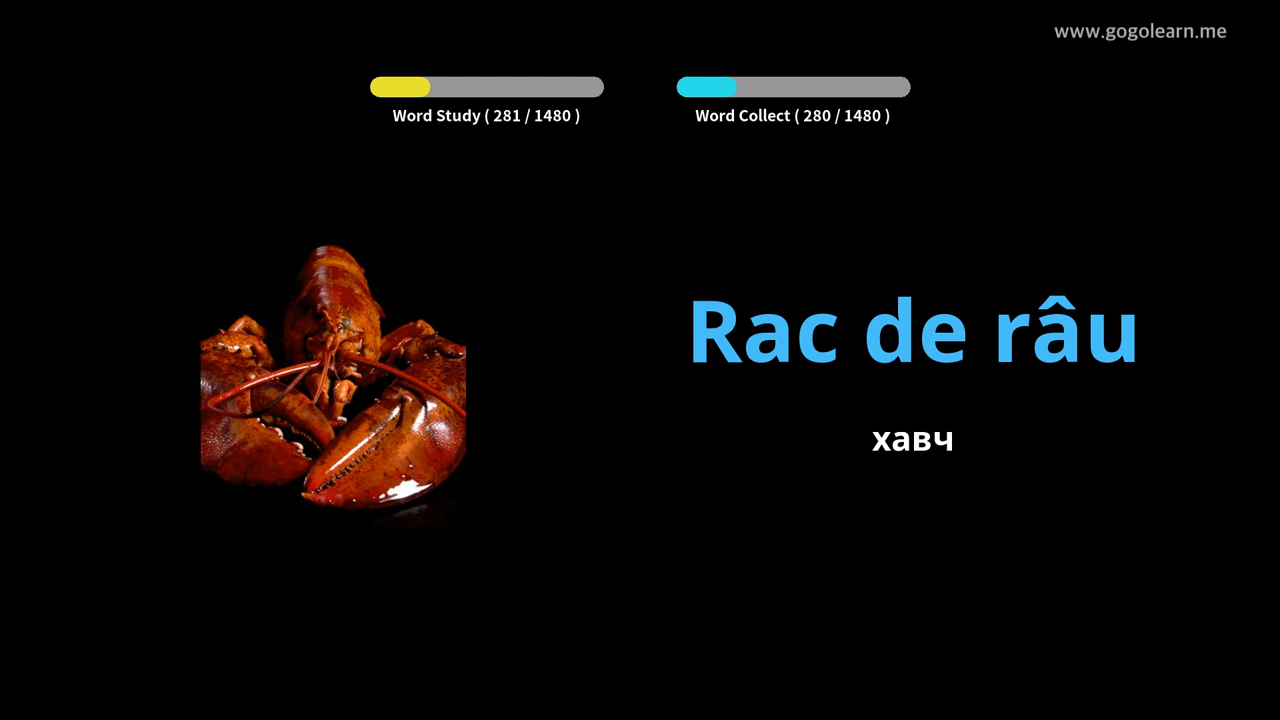 www.gogolearn.me
Word Study ( 281 / 1480 )
Word Collect ( 280 / 1480 )
Rac de râu
хавч